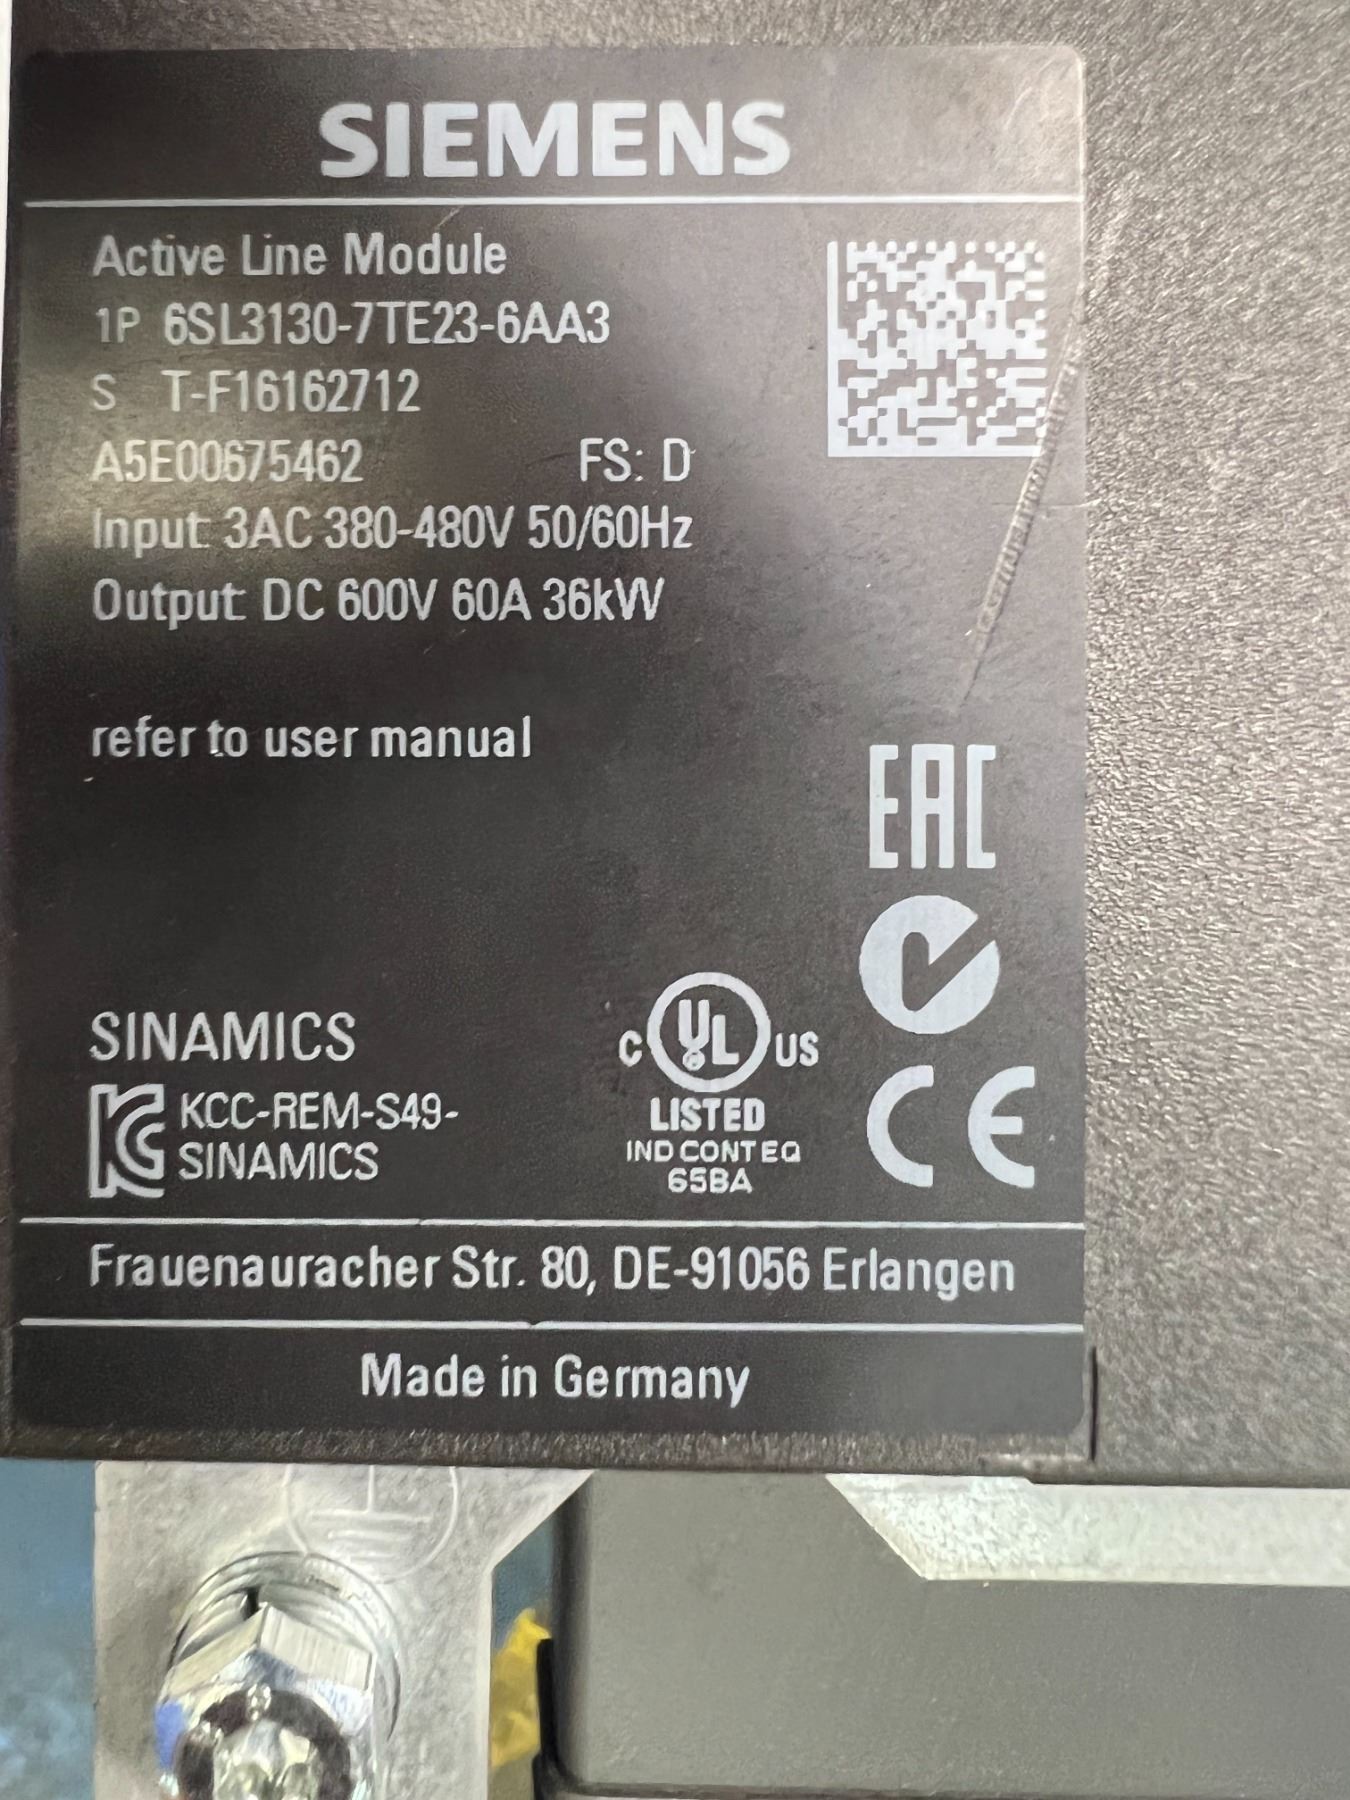 SIEMENS
Active Line Module
1P 6SL3130-7TE23-6AA3
S T-F16162712
A5E00675462 FS: D
Input: 3AC 380-480V 50/60Hz
Output: DC 600V 60A 36kW
refer to user manual
EAC
SINAMICS
C UL US
LISTED
IND CONT EQ
65BA
CE
KCC-REM-S49-
SINAMICS
Frauenauracher Str. 80, DE-91056 Erlangen
Made in Germany